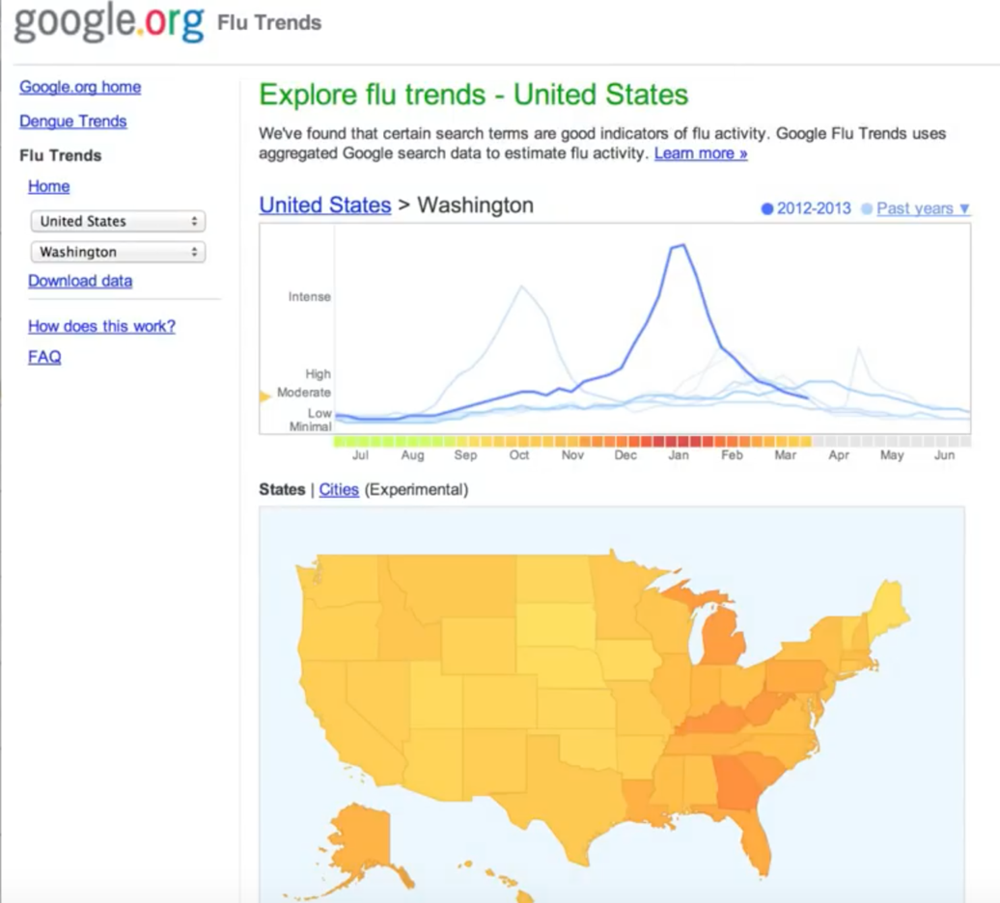 google.org Flu Trends
Google.org home
Dengue Trends
Flu Trends
Home
United States
Washington
Download data
How does this work?
FAQ
Explore flu trends - United States
We've found that certain search terms are good indicators of flu activity. Google Flu Trends uses
aggregated Google search data to estimate flu activity. Learn more »
United States > Washington
2012-2013 Past years ▼
Intense
High
Moderate
Low
Minimal
Jul Aug Sep Oct Nov Dec Jan Feb Mar Apr May Jun
States | Cities (Experimental)